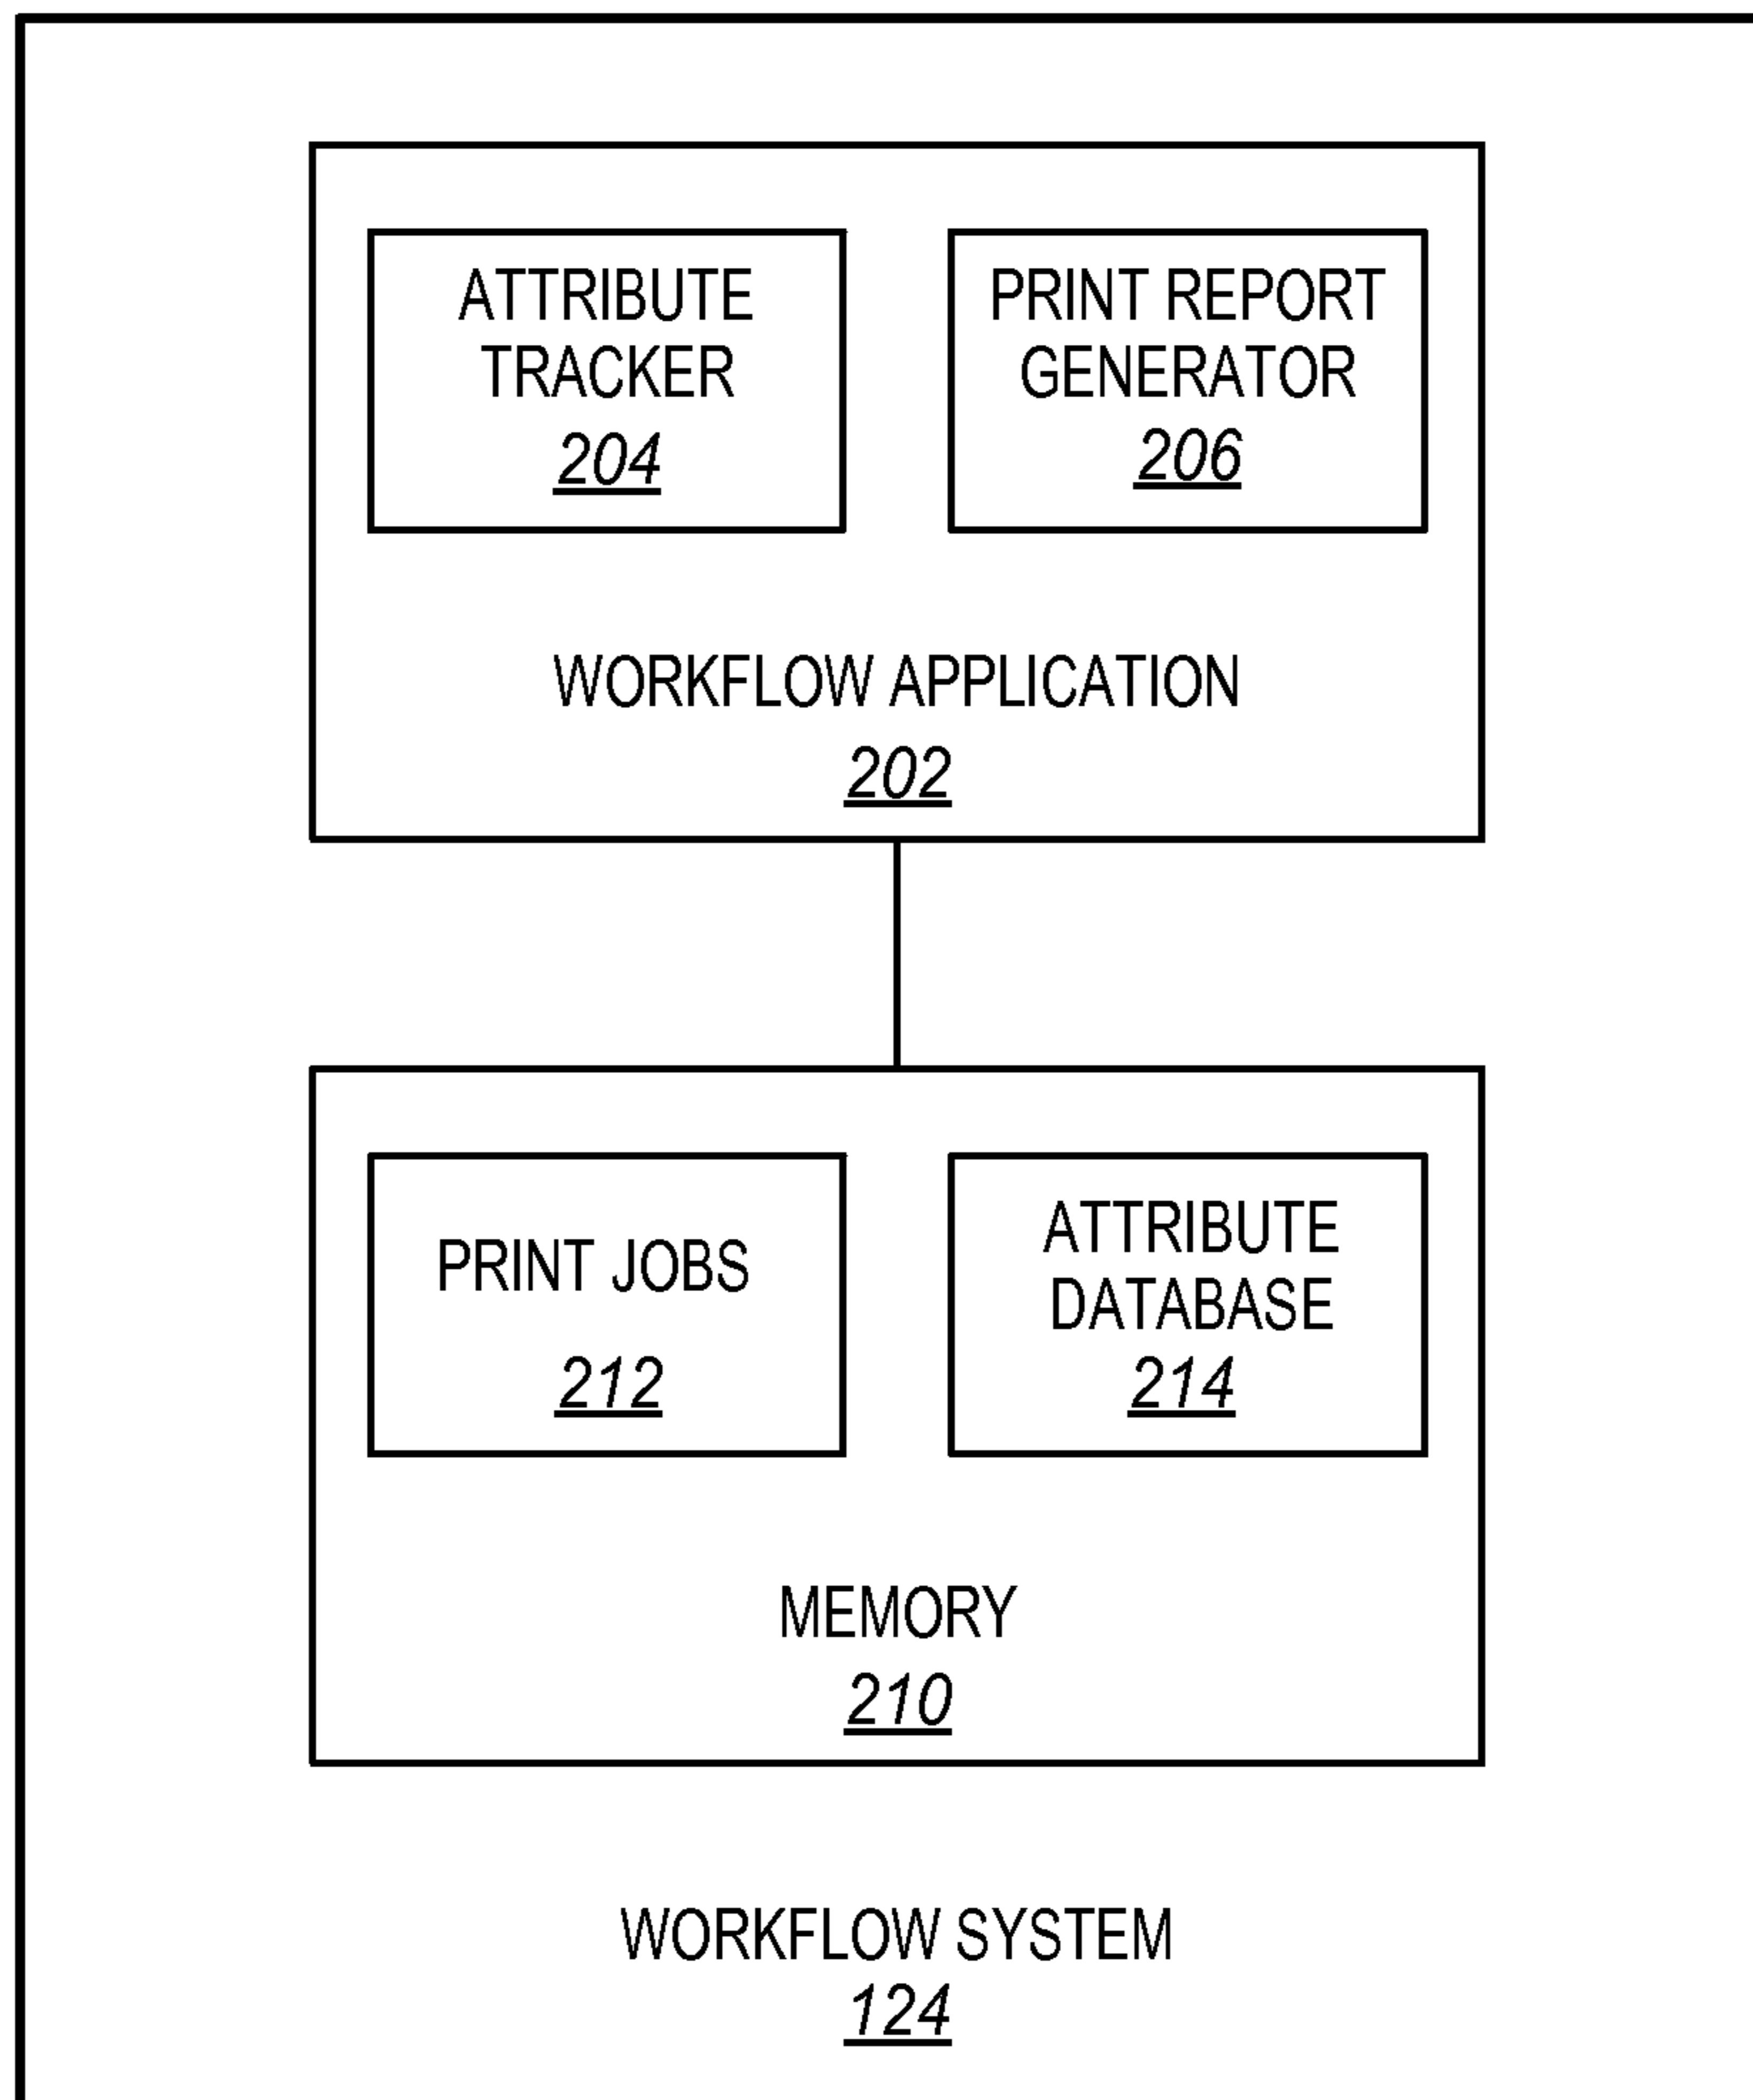 ATTRIBUTE
TRACKER
204
PRINT REPORT
GENERATOR
206
WORKFLOW APPLICATION
202
PRINT JOBS
212
ATTRIBUTE
DATABASE
214
MEMORY
210
WORKFLOW SYSTEM
124